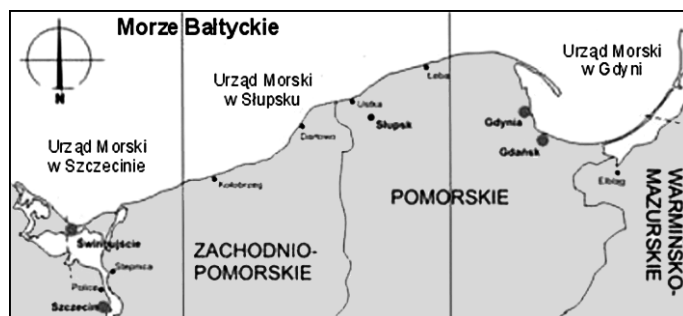 Morze Bałtyckie
Urząd Morski
w Gdyni
Urząd Morski
w Słupsku
Urząd Morski
w Szczecinie
N
Łeba
Ustka
Słupsk
Darłowo
Gdynia
Gdańsk
Elbląg
Kołobrzeg
POMORSKIE
WARMIŃSKO-
MAZURSKIE
Świnoujście
ZACHODNIO-
POMORSKIE
Stepnica
Police
Szczecin